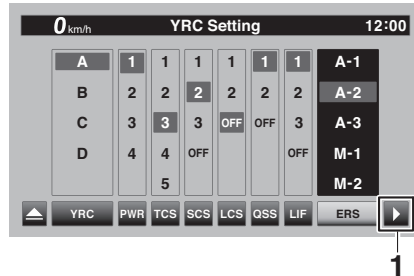 0 km/h YRC Setting 12:00
A 1 1 1 1 1 1 A-1
B 2 2 2 2 2 2 A-2
C 3 3 3 OFF OFF 3 A-3
D 4 4 OFF OFF M-1
5 M-2
YRC PWR TCS SCS LCS QSS LIF ERS
1